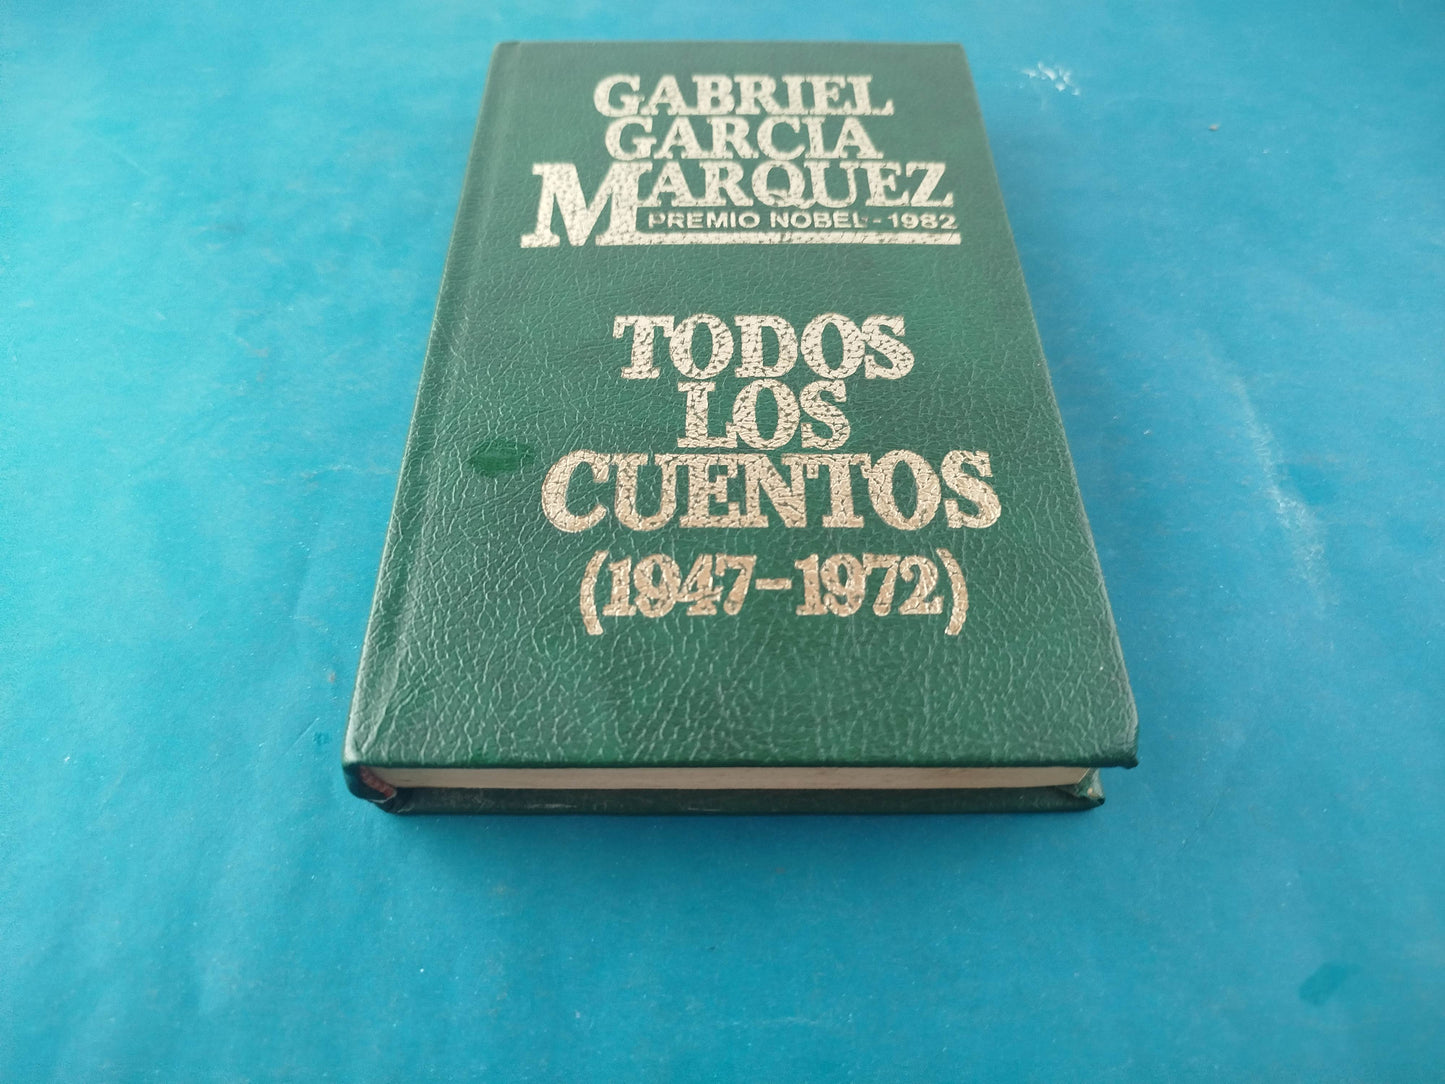 GABRIEL
GARCIA
MARQUEZ
PREMIO NOBEL-1982
TODOS
LOS
CUENTOS
(1947-1972)